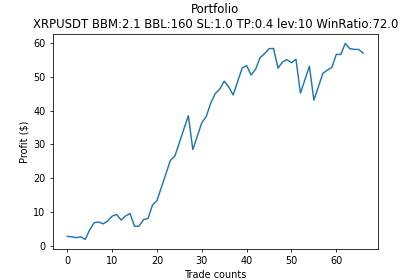 Portfolio
XRPUSDT BBM:2.1 BBL:160 SL:1.0 TP:0.4 lev:10 WinRatio:72.0
60
50
40
30
20
10
0
Profit ($)
0 10 20 30 40 50 60
Trade counts